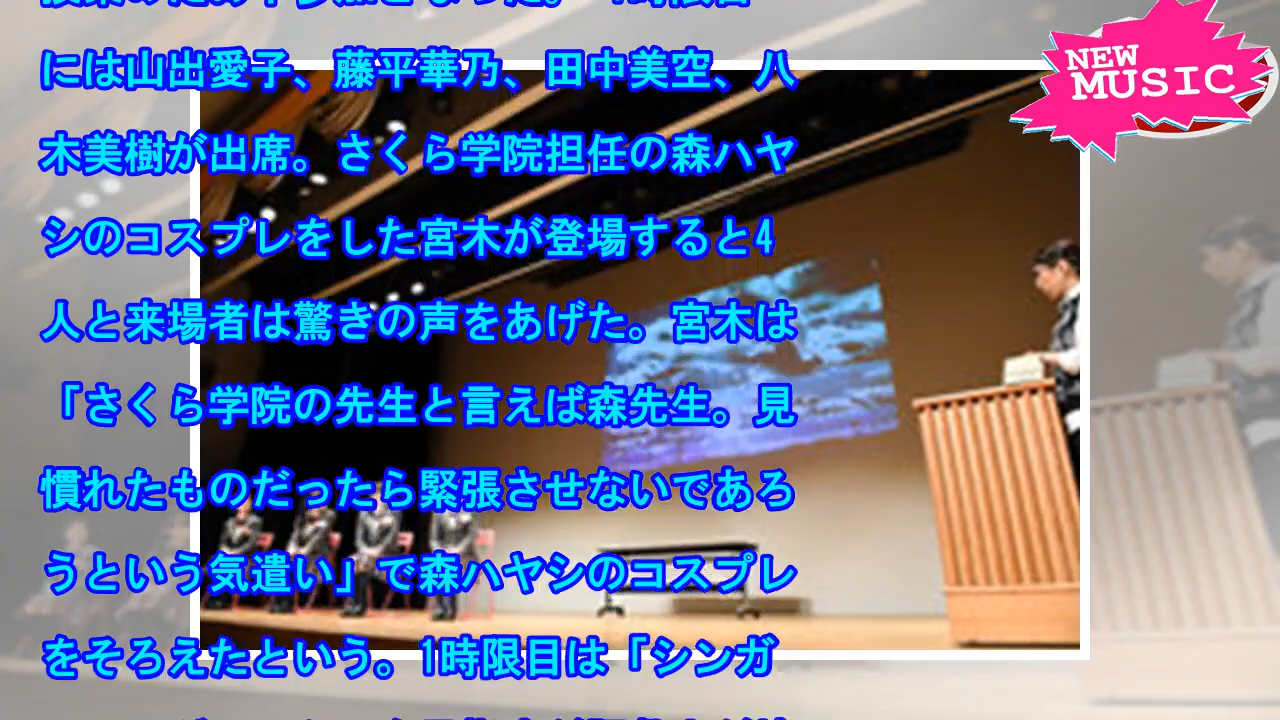 には山出愛子、藤平華乃、田中美空、八
木美樹が出席。さくら学院担任の森ハヤ
シのコスプレをした宮木が登場すると4
人と来場者は驚きの声をあげた。宮木は
「さくら学院の先生と言えば森先生。見
慣れたものだったら緊張させないであろ
うという気遣い」で森ハヤシのコスプレ
をそろえたという。1時限目は「シンガ
NEW
MUSIC